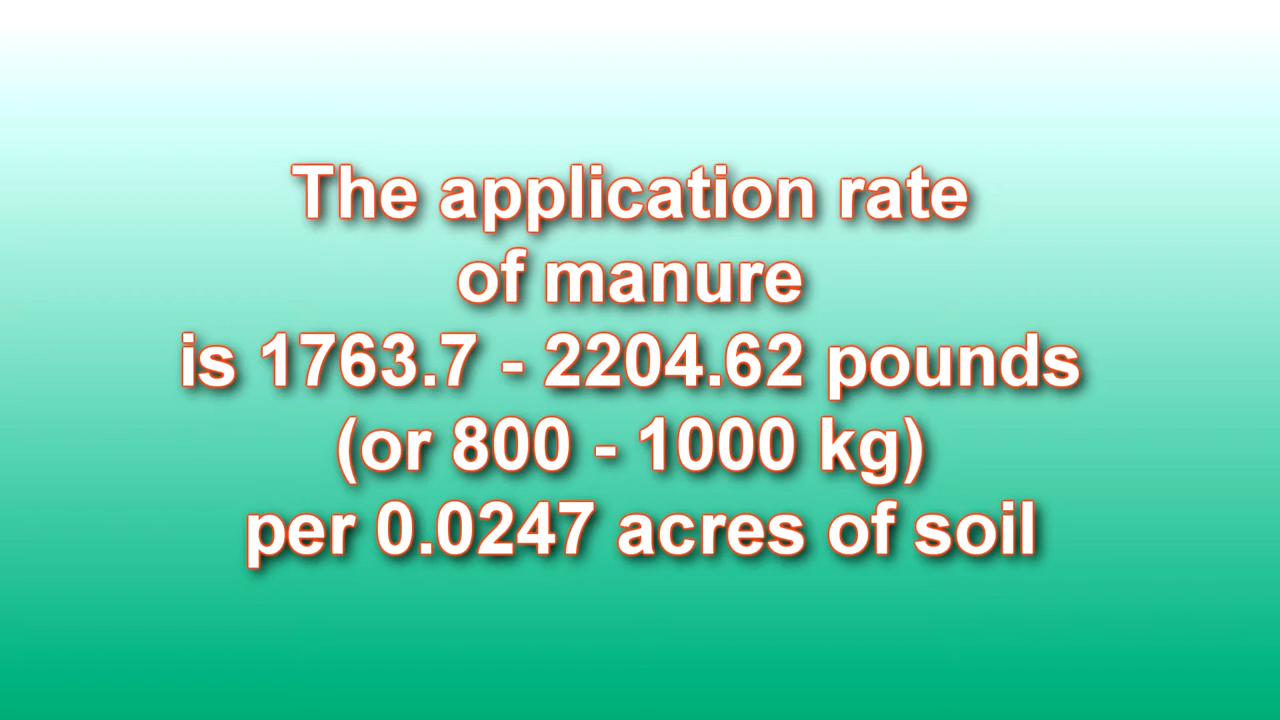 The application rate
of manure
is 1763.7 - 2204.62 pounds
(or 800 - 1000 kg)
per 0.0247 acres of soil